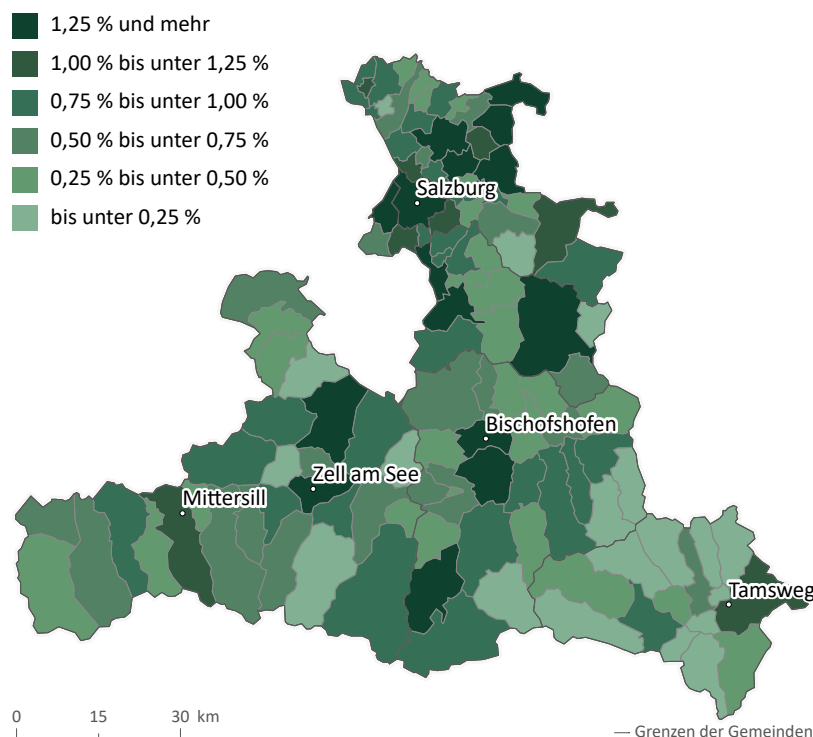 1,25 % und mehr
1,00 % bis unter 1,25 %
0,75 % bis unter 1,00 %
0,50 % bis unter 0,75 %
0,25 % bis unter 0,50 %
bis unter 0,25 %
Salzburg
Bischofshofen
Zell am See
Mittersill
Tamsweg
0 15 30 km
— Grenzen der Gemeinden